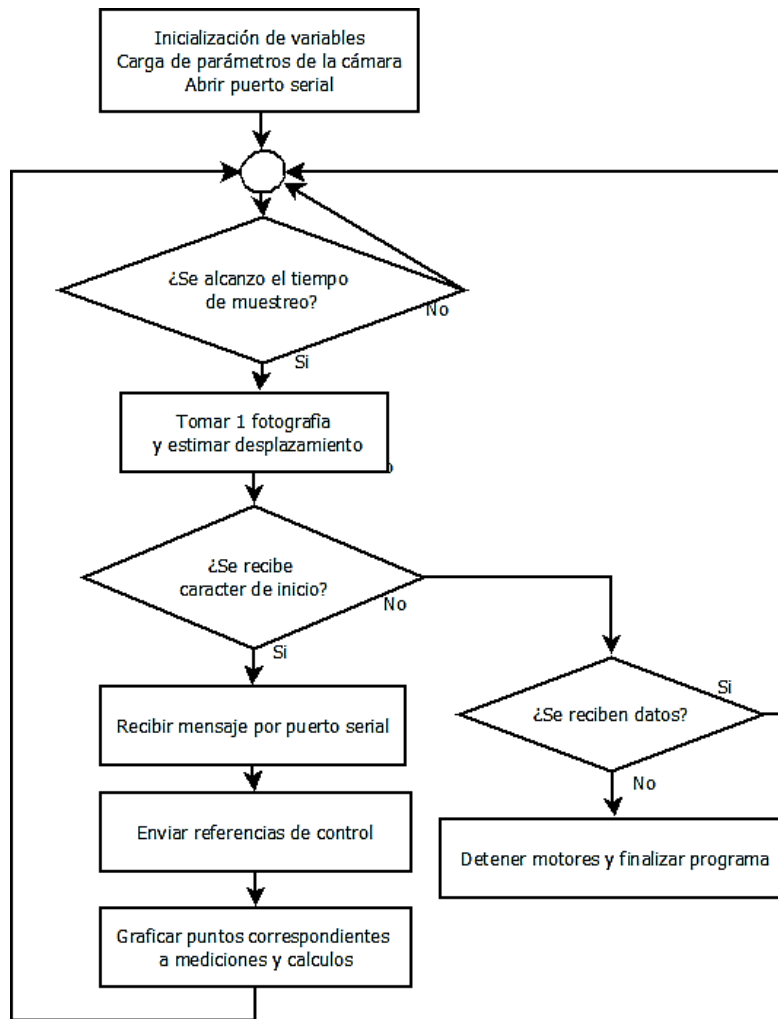 Inicialización de variables
Carga de parámetros de la cámara
Abrir puerto serial
¿Se alcanzo el tiempo
de muestreo?
No
Si
Tomar 1 fotografía
y estimar desplazamiento
¿Se recibe
caracter de inicio?
No
Si
Recibir mensaje por puerto serial
¿Se reciben datos?
Si
No
Enviar referencias de control
Detener motores y finalizar programa
Graficar puntos correspondientes
a mediciones y calculos